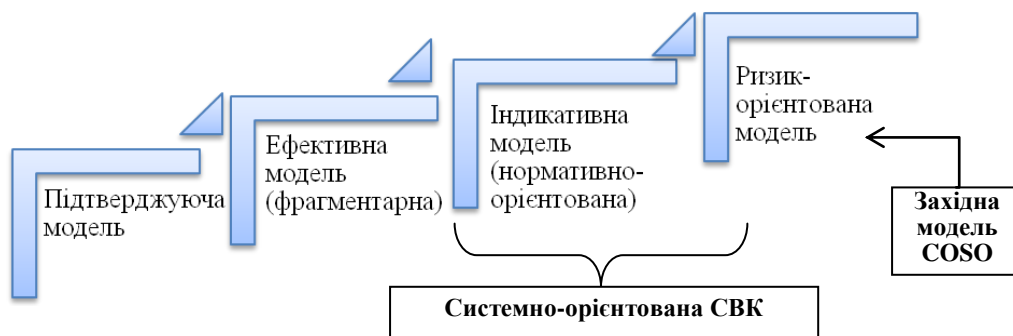 Підтверджуюча
модель
Ефективна
модель
(фрагментарна)
Індикативна
модель
(нормативно-
орієнтована)
Ризик-
орієнтована
модель
Західна
модель
COSO
Системно-орієнтована СВК